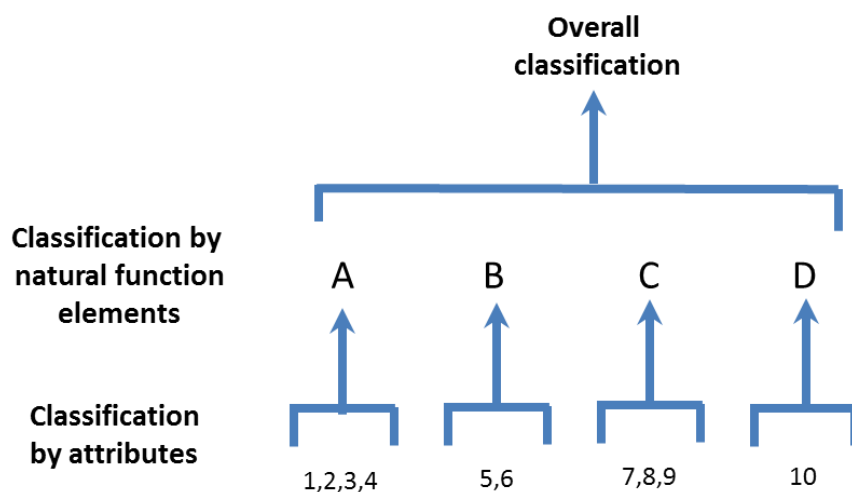 Overall
classification
Classification by
natural function
elements
A B C D
Classification
by attributes
1,2,3,4 5,6 7,8,9 10